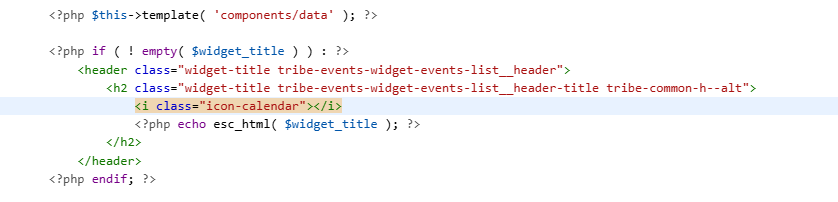 <?php $this->template( 'components/data' ); ?>
<?php if ( ! empty( $widget_title ) ) : ?>
<header class="widget-title tribe-events-widget-events-list__header">
<h2 class="widget-title tribe-events-widget-events-list__header-title tribe-common-h--alt">
<i class="icon-calendar"></i>
<?php echo esc_html( $widget_title ); ?>
</h2>
</header>
<?php endif; ?>